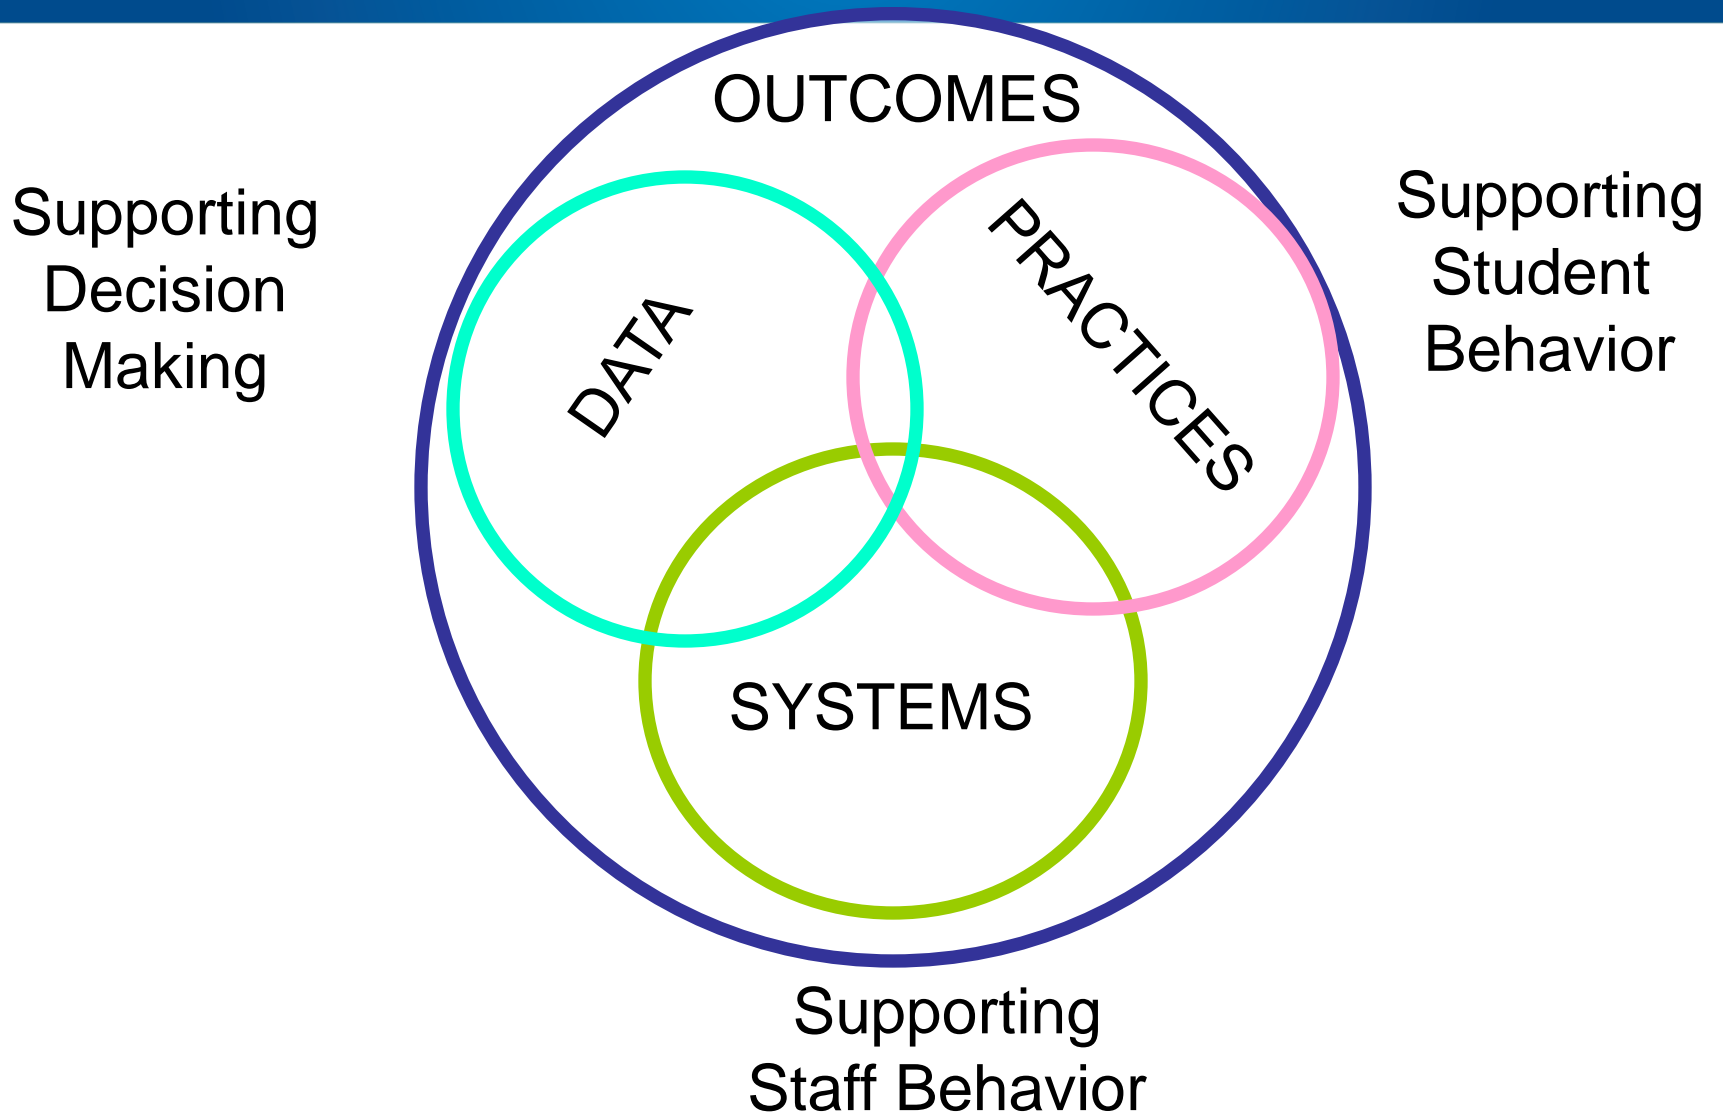 OUTCOMES
Supporting
Decision
Making
DATA
PRACTICES
Supporting
Student
Behavior
SYSTEMS
Supporting
Staff Behavior